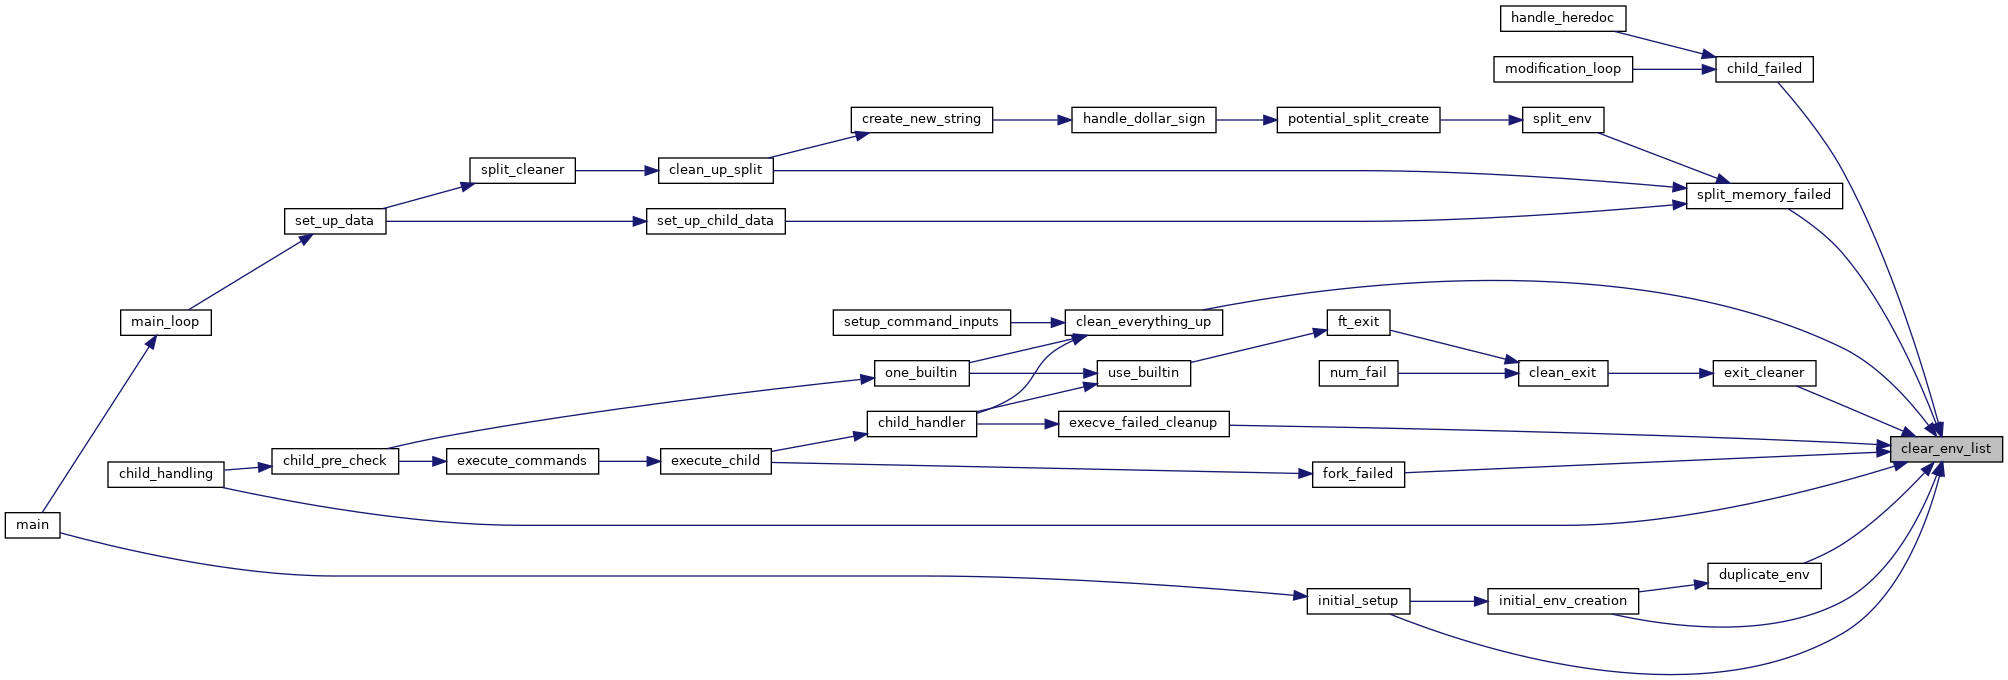 handle_heredoc
modification_loop
child_failed
create_new_string
handle_dollar_sign
potential_split_create
split_env
split_cleaner
clean_up_split
split_memory_failed
set_up_data
set_up_child_data
main_loop
setup_command_inputs
clean_everything_up
ft_exit
one_builtin
use_builtin
num_fail
clean_exit
exit_cleaner
child_handler
execve_failed_cleanup
clear_env_list
child_handling
child_pre_check
execute_commands
execute_child
fork_failed
main
duplicate_env
initial_setup
initial_env_creation